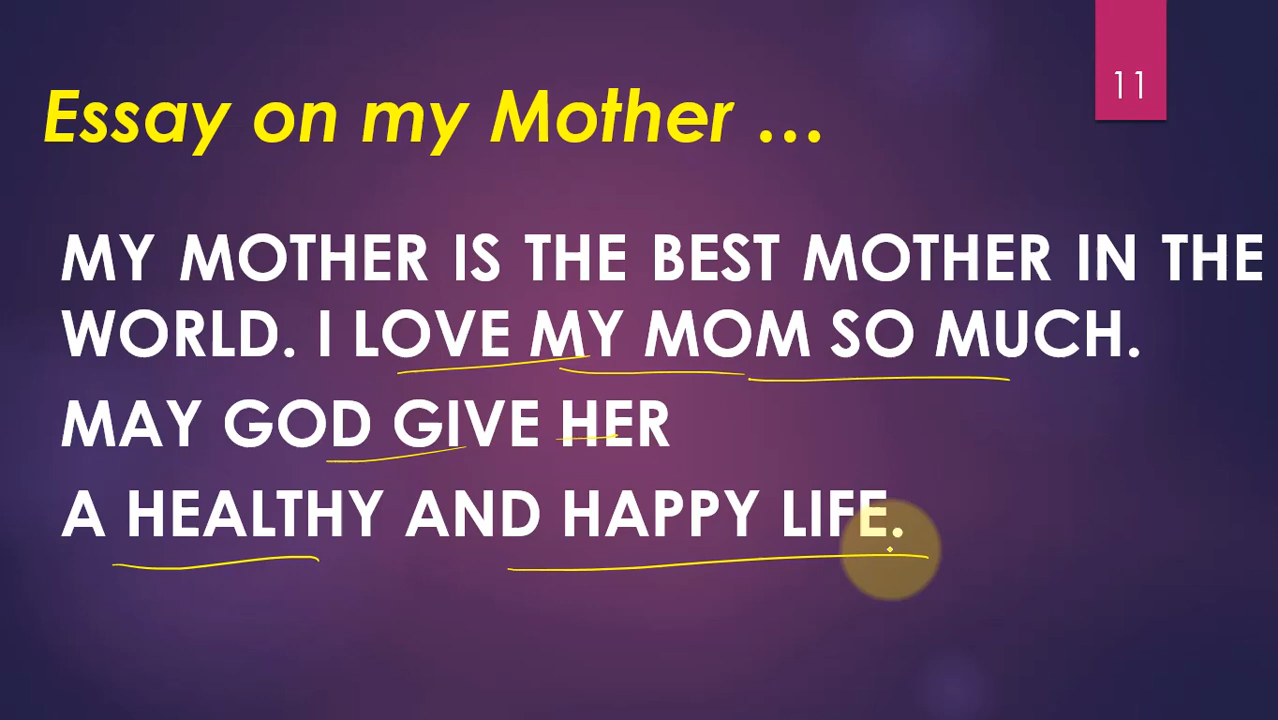 11
Essay on my Mother ...
MY MOTHER IS THE BEST MOTHER IN THE
WORLD. I LOVE MY MOM SO MUCH.
MAY GOD GIVE HER
A HEALTHY AND HAPPY LIFE.